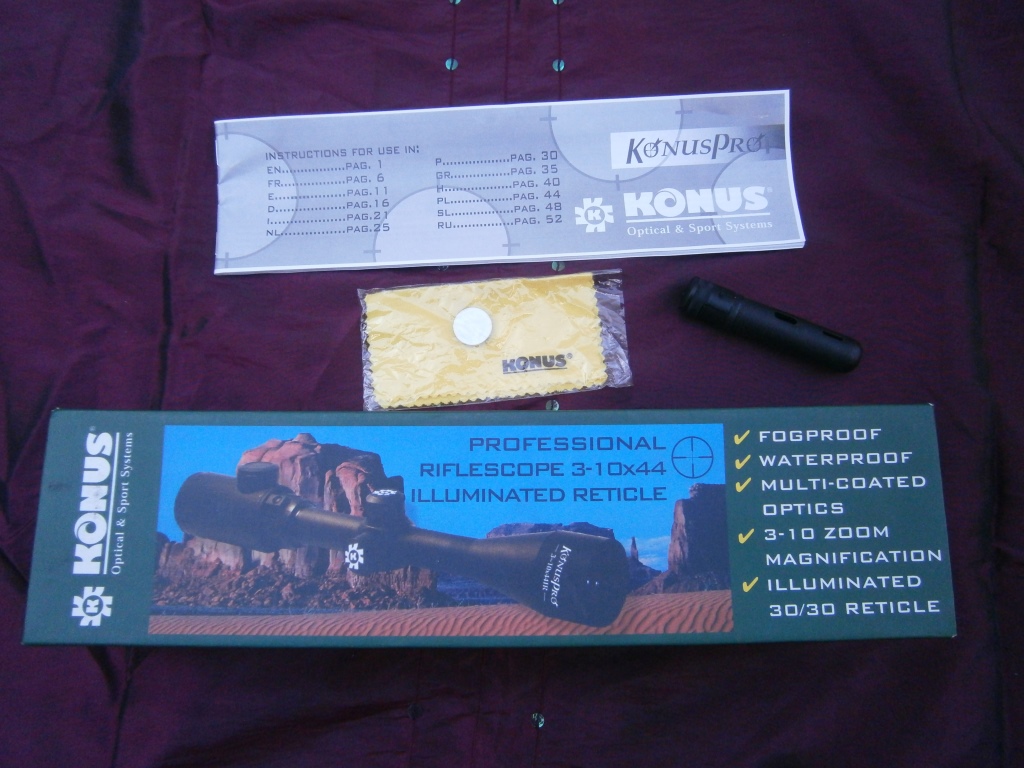 INSTRUCTIONS FOR USE IN:
EN..............PAG. 1
FR..............PAG. 6
E...............PAG.11
D...............PAG.16
I...............PAG.21
NL..............PAG.25
P...................PAG. 30
GR..................PAG. 35
H...................PAG. 40
PL..................PAG. 44
SL..................PAG. 48
RU..................PAG. 52
KONUSPRO
K KONUS®
Optical & Sport Systems
KONUS®
K KONUS®
Optical & Sport Systems
PROFESSIONAL
RIFLESCOPE 3-10x44
ILLUMINATED RETICLE
KONUSPRO
✓ FOGPROOF
✓ WATERPROOF
✓ MULTI-COATED
OPTICS
✓ 3-10 ZOOM
MAGNIFICATION
✓ ILLUMINATED
30/30 RETICLE